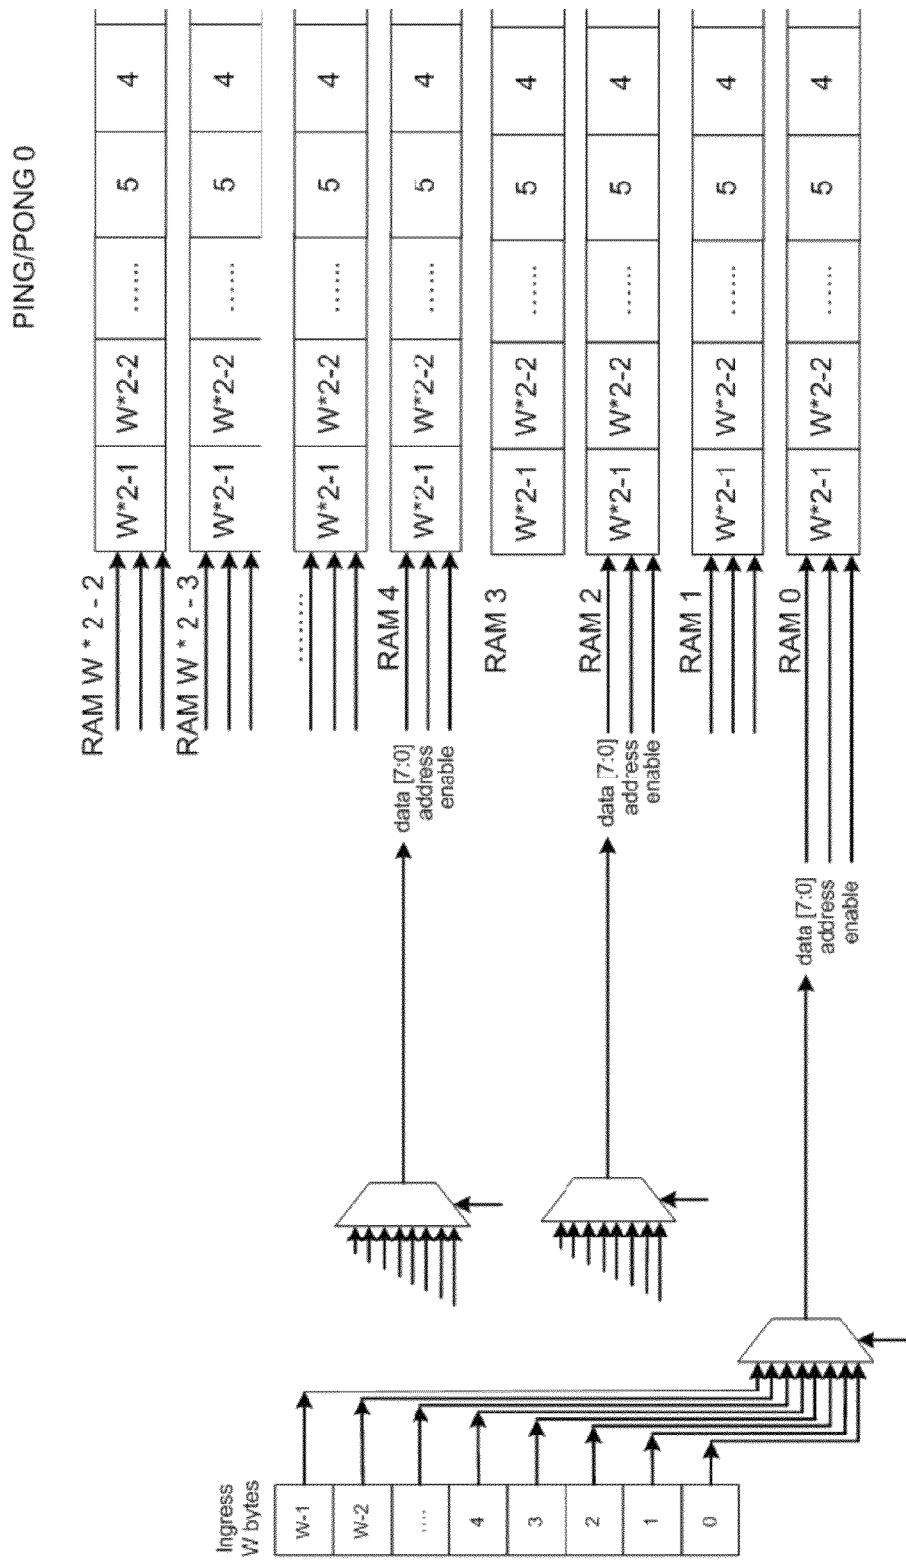 PING/PONG 0
RAM W * 2 - 2
W*2-1 W*2-2 ...... 5 4
RAM W * 2 - 3
W*2-1 W*2-2 ...... 5 4
........
W*2-1 W*2-2 ...... 5 4
RAM 4
data [7:0]
address
enable
W*2-1 W*2-2 ...... 5 4
RAM 3
W*2-1 W*2-2 ...... 5 4
RAM 2
data [7:0]
address
enable
W*2-1 W*2-2 ...... 5 4
RAM 1
W*2-1 W*2-2 ...... 5 4
RAM 0
data [7:0]
address
enable
W*2-1 W*2-2 ...... 5 4
Ingress
W bytes
W-1
W-2
....
4
3
2
1
0